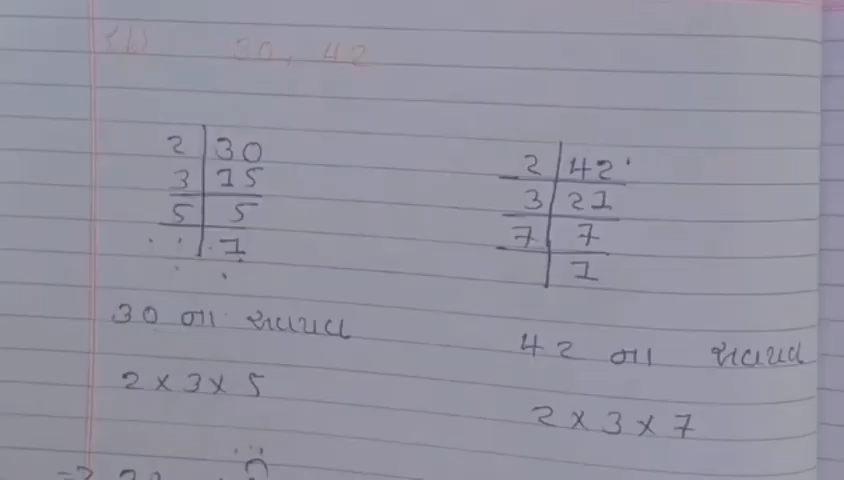 (b) 30, 42
2 | 30
3 | 15
5 | 5
1
2 | 42
3 | 21
7 | 7
1
30 ના અવયવ
42 ના અવયવ
2 × 3 × 5
2 × 3 × 7